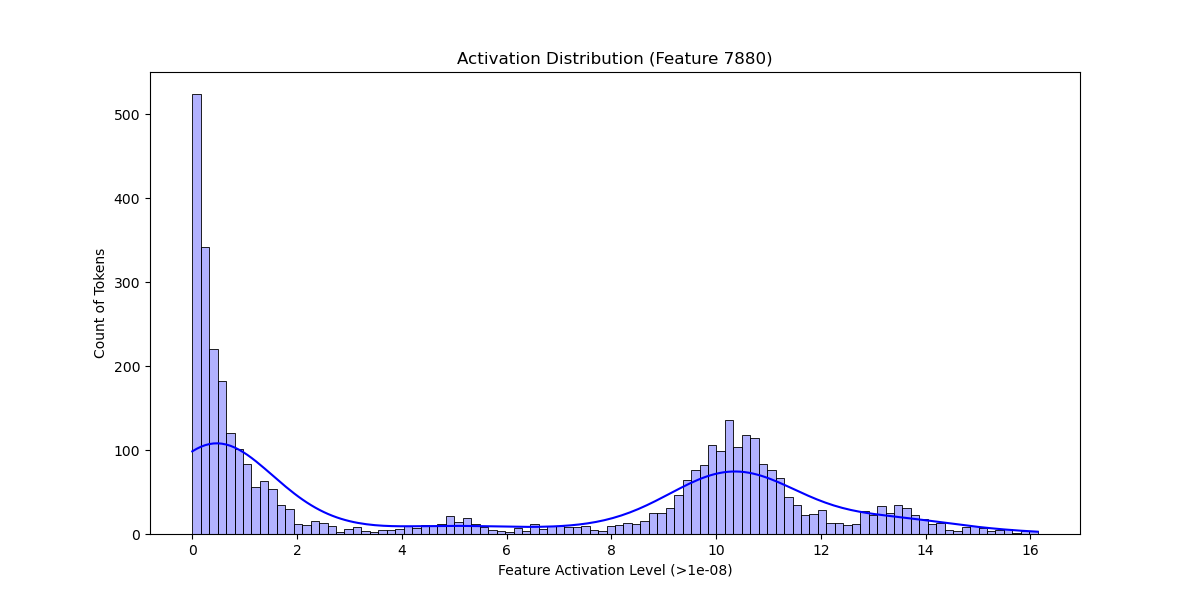 Activation Distribution (Feature 7880)
500
400
300
200
100
0
Count of Tokens
0 2 4 6 8 10 12 14 16
Feature Activation Level (>1e-08)